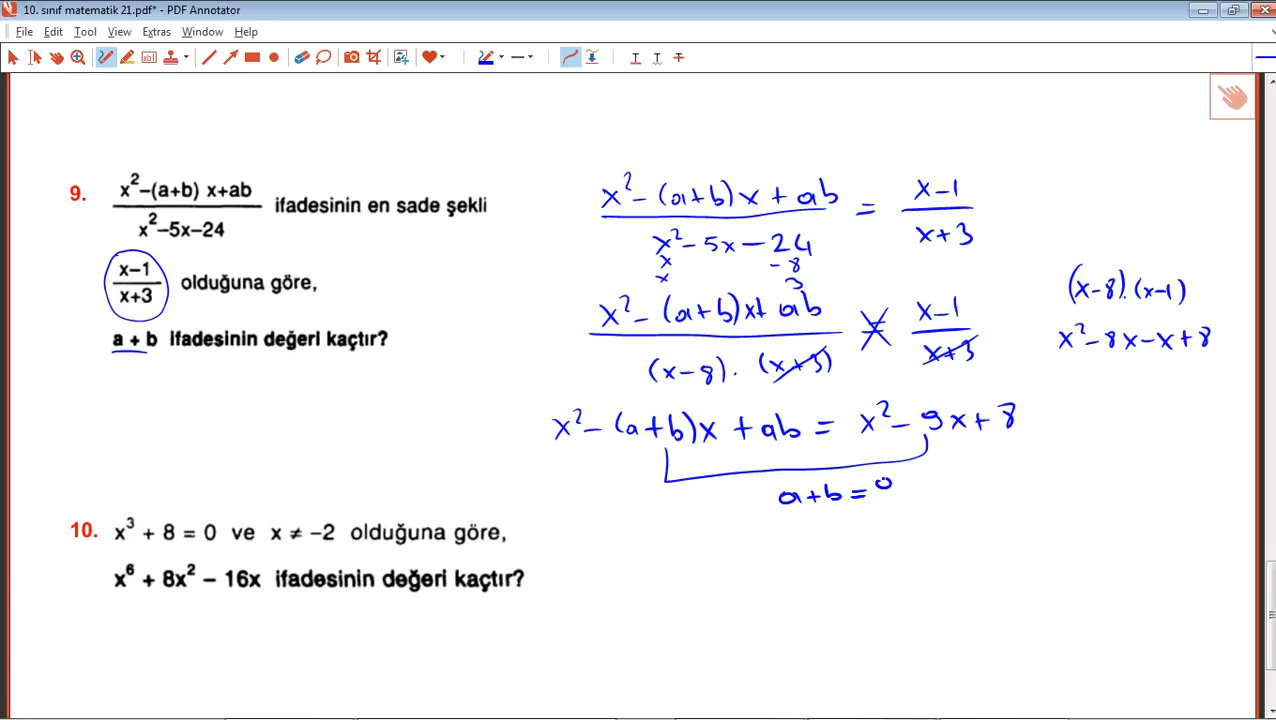 10. sınıf matematik 21.pdf* - PDF Annotator
File Edit Tool View Extras Window Help
9. x²-(a+b) x+ab / x²-5x-24 ifadesinin en sade şekli
x-1 / x+3 olduğuna göre,
a + b ifadesinin değeri kaçtır?
x² - (a+b)x + ab / x² - 5x - 24 = x-1 / x+3
x - 8
x 3
x² - (a+b)x + ab / (x-8). (x+3) = x-1 / x+3
(x-8).(x-1)
x² - 8x - x + 8
x² - (a+b)x + ab = x² - 9x + 8
a+b = 0
10. x³ + 8 = 0 ve x ≠ -2 olduğuna göre,
x⁶ + 8x² - 16x ifadesinin değeri kaçtır?